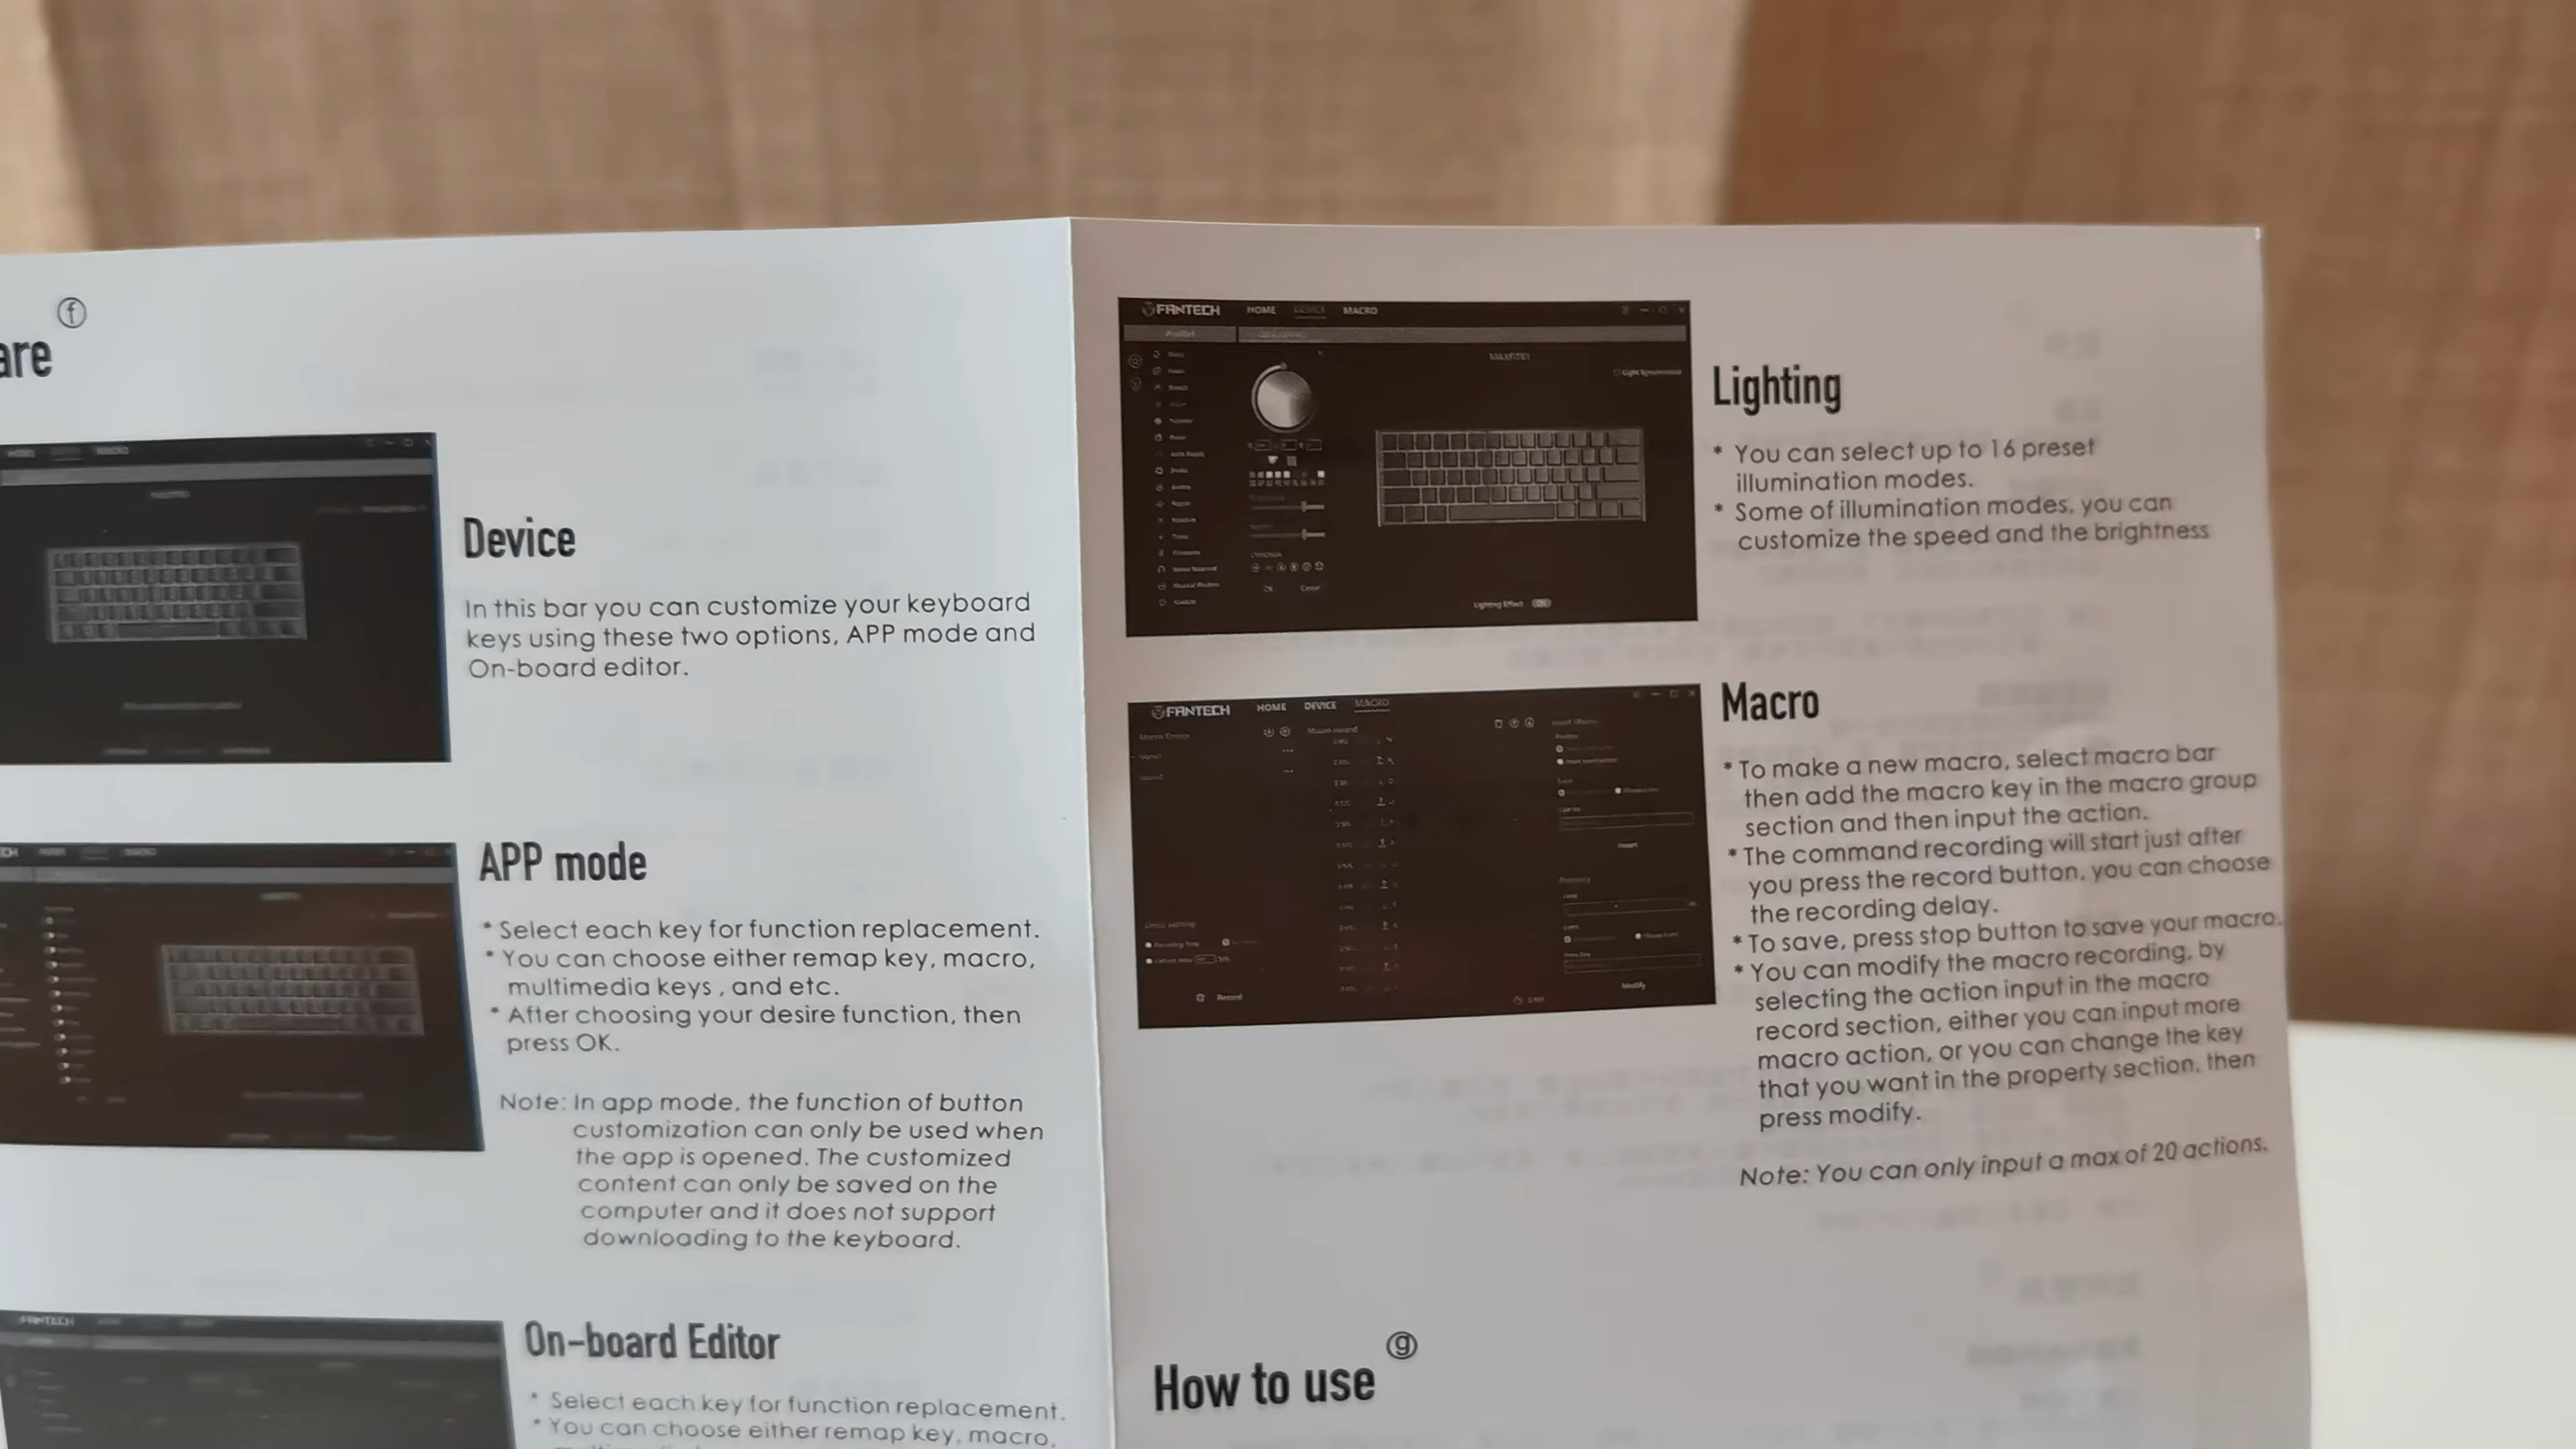 are
ⓕ
Device
In this bar you can customize your keyboard
keys using these two options, APP mode and
On-board editor.
APP mode
* Select each key for function replacement.
* You can choose either remap key, macro,
multimedia keys , and etc.
* After choosing your desire function, then
press OK.
Note: In app mode, the function of button
customization can only be used when
the app is opened. The customized
content can only be saved on the
computer and it does not support
downloading to the keyboard.
FANTECH
On-board Editor
* Select each key for function replacement.
* You can choose either remap key, macro,
FANTECH HOME DEVICE MACRO
MAXFIT61
Light Synchronize
Lighting Effect
Lighting
* You can select up to 16 preset
illumination modes.
* Some of illumination modes, you can
customize the speed and the brightness
FANTECH HOME DEVICE MACRO
Macro Record
Insert
Record
Modify
Macro
* To make a new macro, select macro bar
then add the macro key in the macro group
section and then input the action.
* The command recording will start just after
you press the record button, you can choose
the recording delay.
* To save, press stop button to save your macro.
* You can modify the macro recording, by
selecting the action input in the macro
record section, either you can input more
macro action, or you can change the key
that you want in the property section, then
press modify.
Note: You can only input a max of 20 actions.
How to use
ⓖ